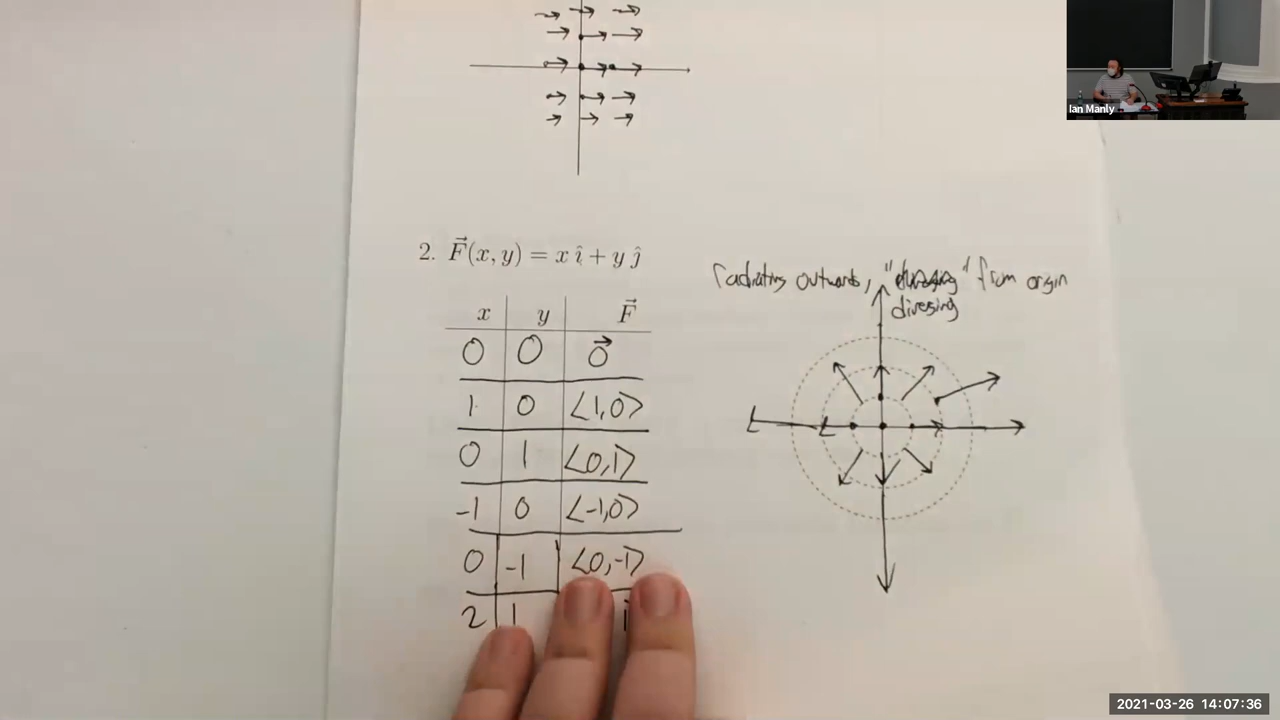 Ian Manly
2. F⃗(x, y) = x î + y ĵ
radiating outwards, " " from origin
diverging
x y F⃗
0 0 0⃗
1 0 <1,0>
0 1 <0,1>
-1 0 <-1,0>
0 -1 <0,-1>
2 1
2021-03-26 14:07:36